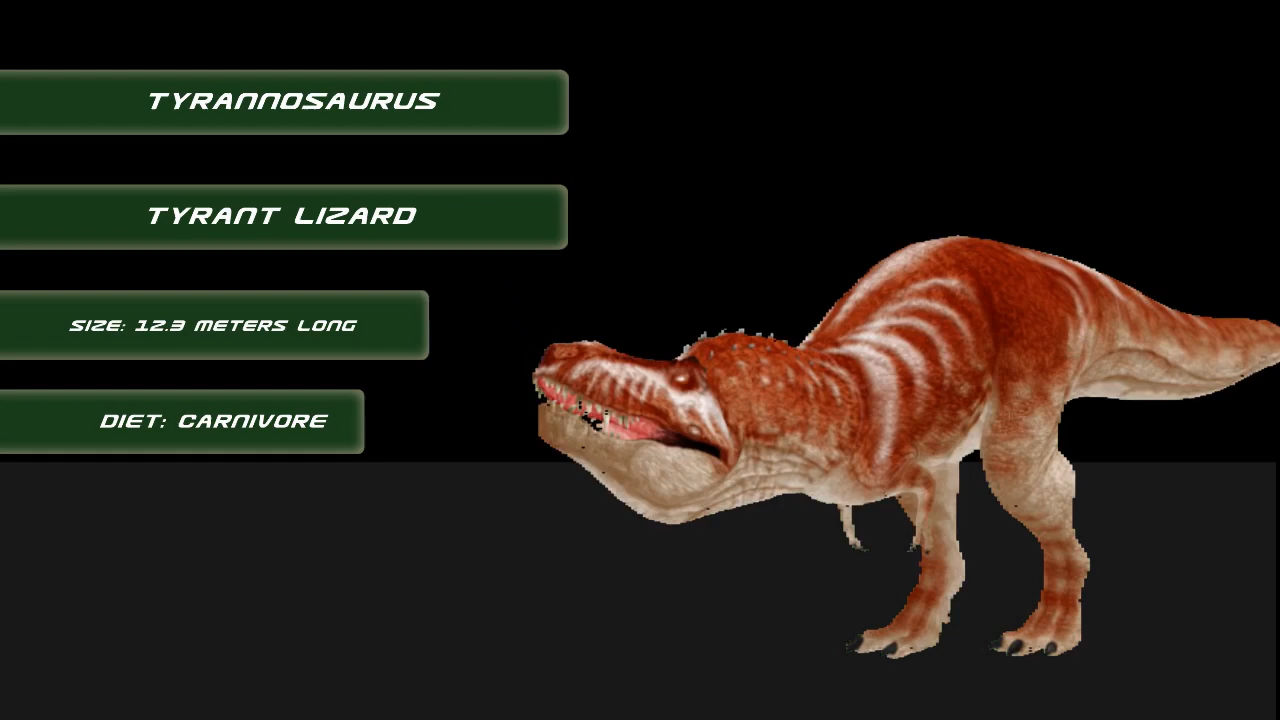 TYRANNOSAURUS
TYRANT LIZARD
SIZE: 12.3 METERS LONG
DIET: CARNIVORE